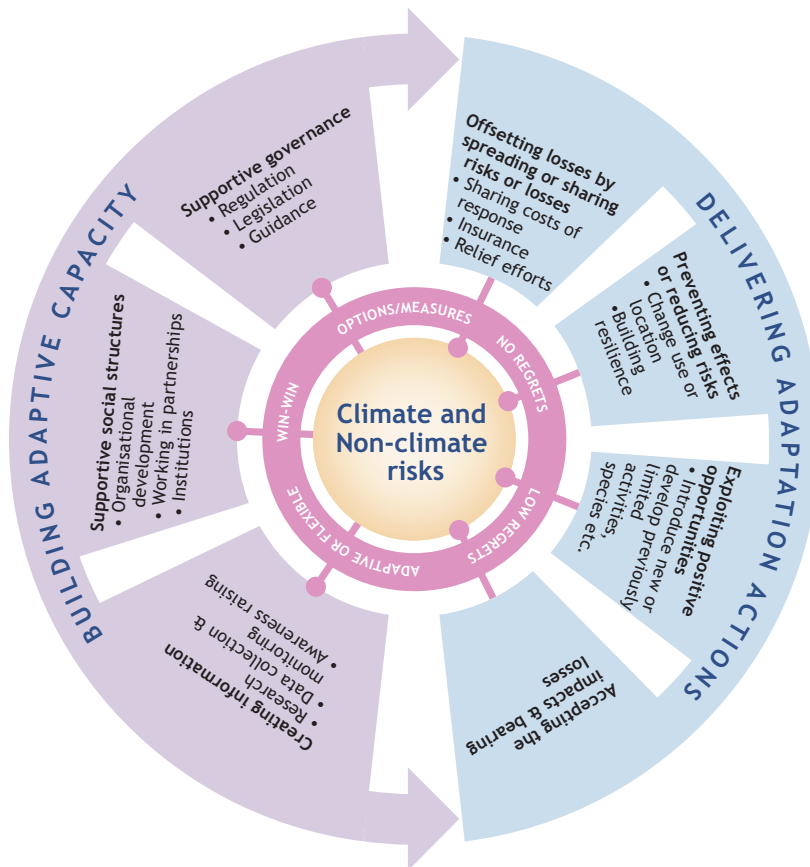 BUILDING ADAPTIVE CAPACITY
Supportive governance
• Regulation
• Legislation
• Guidance
Supportive social structures
• Organisational
development
• Working in partnerships
• Institutions
Creating information
• Research
• Data collection &
monitoring
• Awareness raising
DELIVERING ADAPTATION ACTIONS
Offsetting losses by
spreading or sharing
risks or losses
• Sharing costs of
response
• Insurance
• Relief efforts
Preventing effects
or reducing risks
• Change use or
location
• Building
resilience
Exploiting positive
opportunities
• Introduce new or
develop previously
limited
activities,
species etc.
Accepting the
impacts & bearing
losses
OPTIONS/MEASURES
NO REGRETS
LOW REGRETS
ADAPTIVE OR FLEXIBLE
WIN-WIN
Climate and
Non-climate
risks